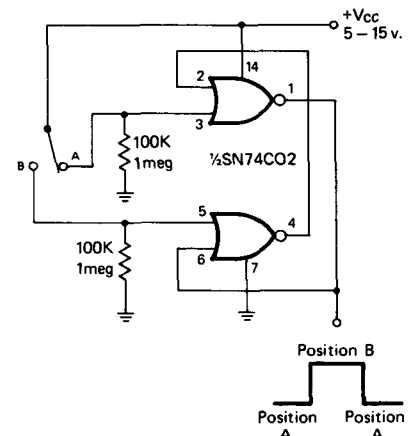 +Vcc
5 – 15 v.
14
2
1
3
A
B
100K
1meg
½SN74CO2
5
4
6
7
100K
1meg
Position B
Position
A
Position
A